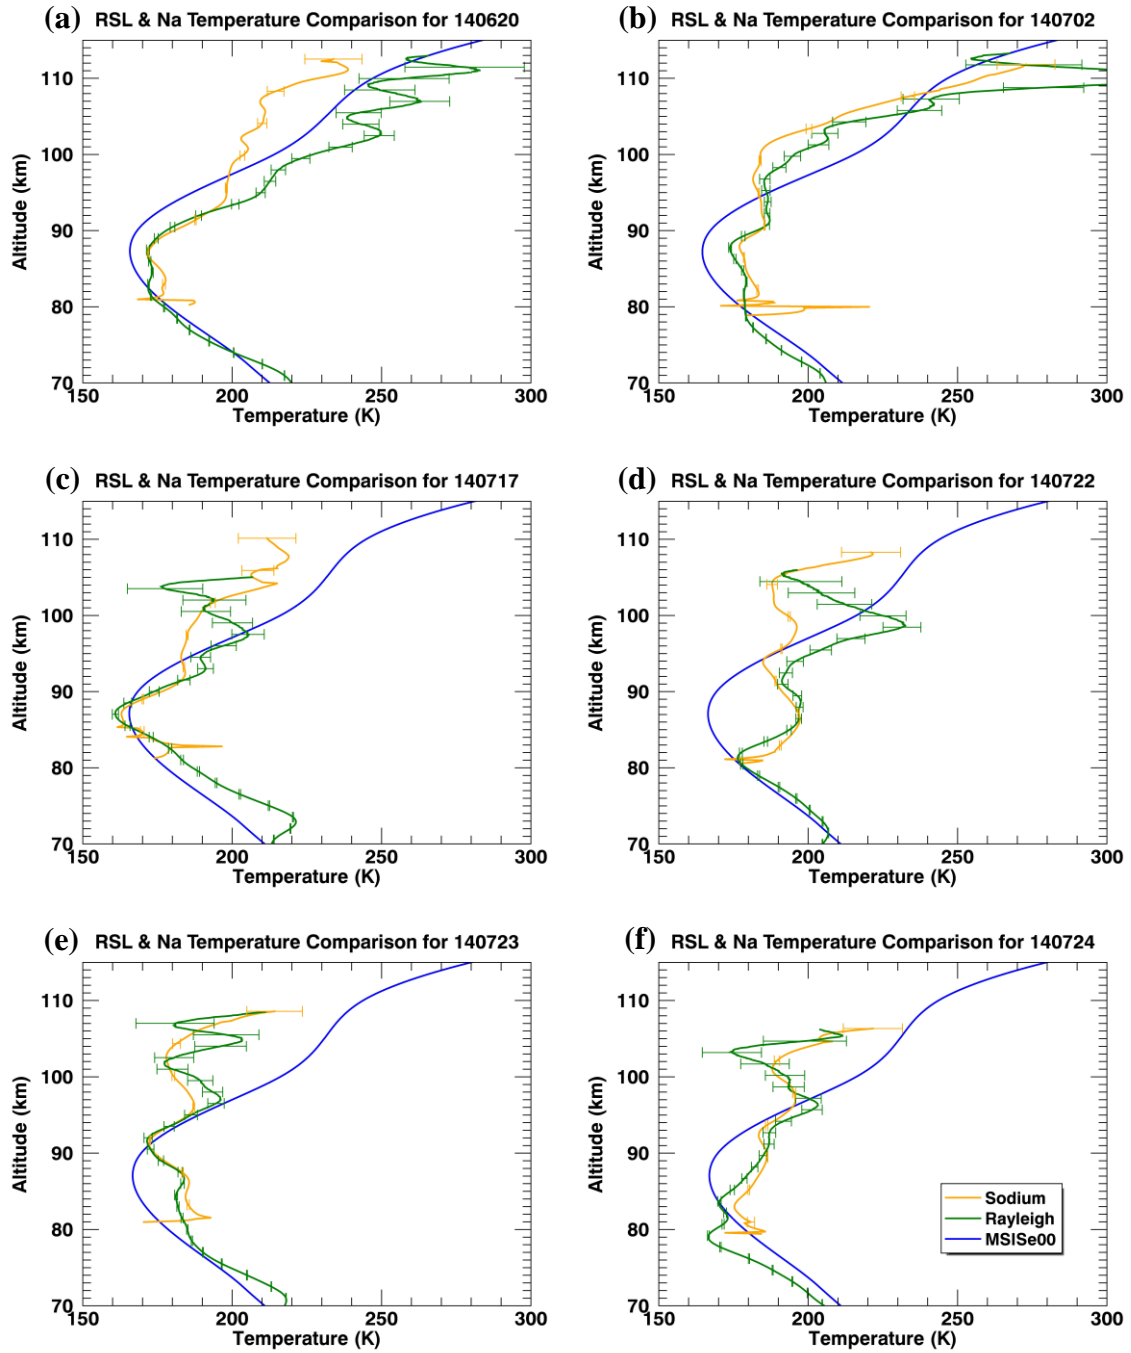 (a) RSL & Na Temperature Comparison for 140620
110
100
90
80
70
Altitude (km)
150 200 250 300
Temperature (K)
(b) RSL & Na Temperature Comparison for 140702
110
100
90
80
70
Altitude (km)
150 200 250 300
Temperature (K)
(c) RSL & Na Temperature Comparison for 140717
110
100
90
80
70
Altitude (km)
150 200 250 300
Temperature (K)
(d) RSL & Na Temperature Comparison for 140722
110
100
90
80
70
Altitude (km)
150 200 250 300
Temperature (K)
(e) RSL & Na Temperature Comparison for 140723
110
100
90
80
70
Altitude (km)
150 200 250 300
Temperature (K)
(f) RSL & Na Temperature Comparison for 140724
110
100
90
80
70
Altitude (km)
150 200 250 300
Temperature (K)
Sodium
Rayleigh
MSISe00